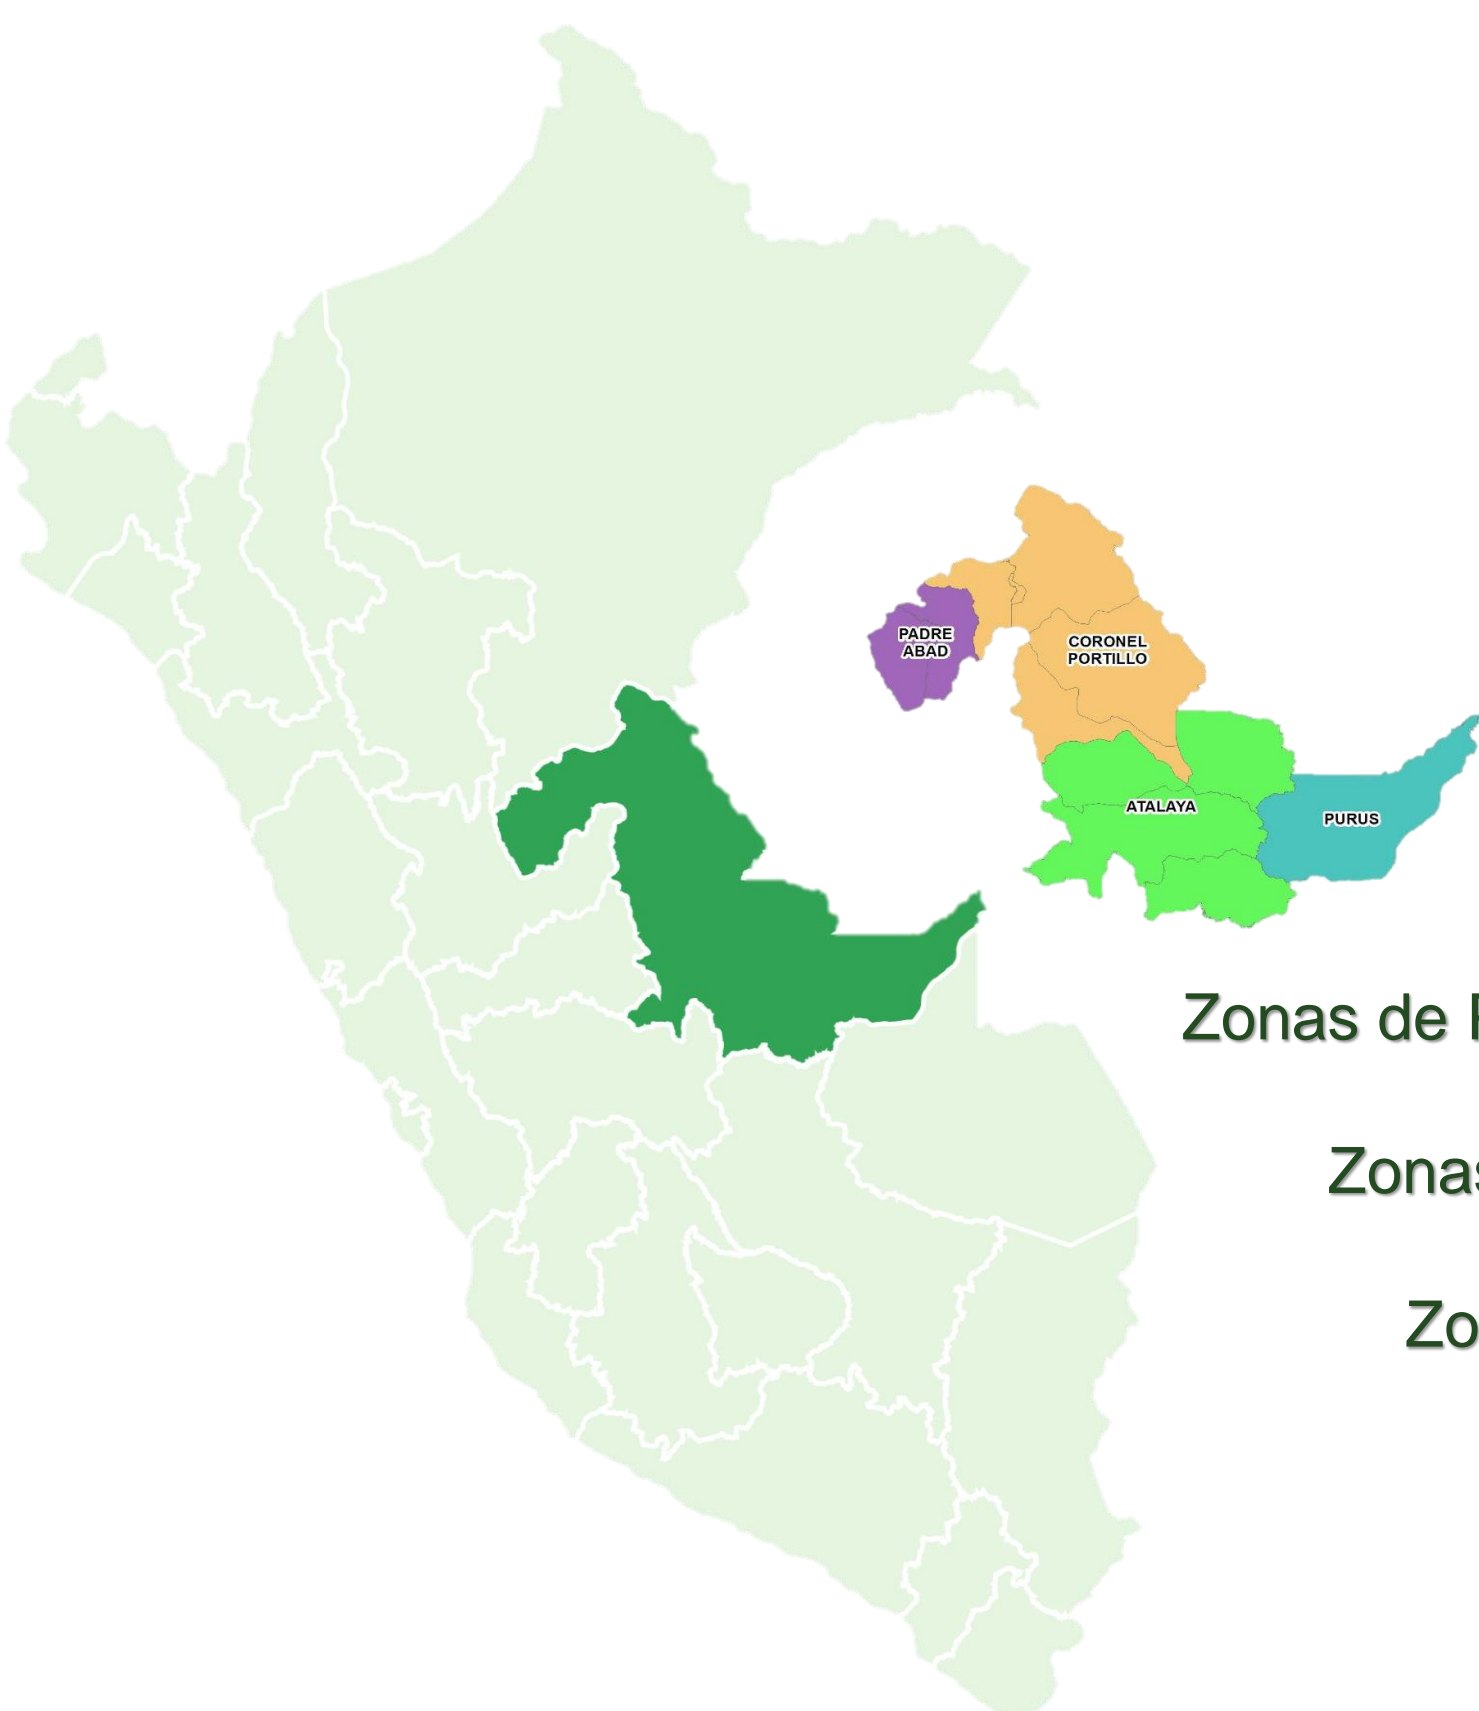 PADRE
ABAD
CORONEL
PORTILLO
ATALAYA
PURUS
Zonas de